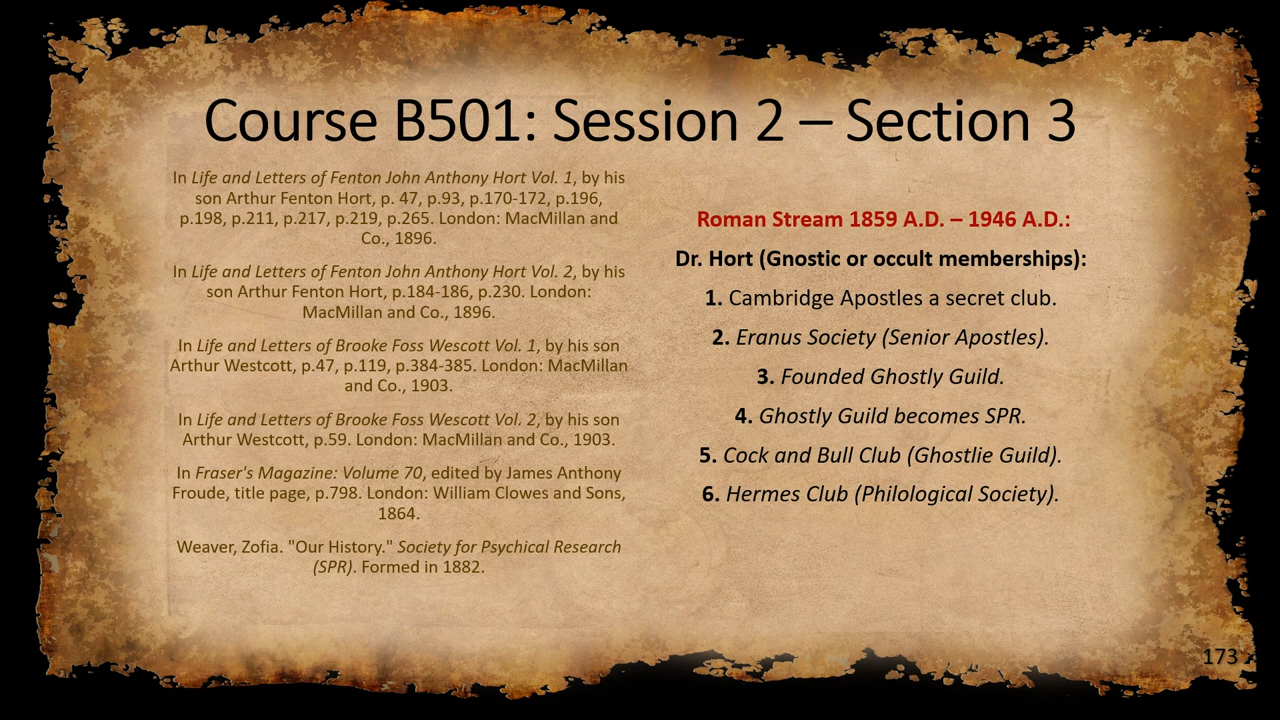 Course B501: Session 2 – Section 3
In Life and Letters of Fenton John Anthony Hort Vol. 1, by his
son Arthur Fenton Hort, p. 47, p.93, p.170-172, p.196,
p.198, p.211, p.217, p.219, p.265. London: MacMillan and
Co., 1896.
In Life and Letters of Fenton John Anthony Hort Vol. 2, by his
son Arthur Fenton Hort, p.184-186, p.230. London:
MacMillan and Co., 1896.
In Life and Letters of Brooke Foss Wescott Vol. 1, by his son
Arthur Westcott, p.47, p.119, p.384-385. London: MacMillan
and Co., 1903.
In Life and Letters of Brooke Foss Wescott Vol. 2, by his son
Arthur Westcott, p.59. London: MacMillan and Co., 1903.
In Fraser's Magazine: Volume 70, edited by James Anthony
Froude, title page, p.798. London: William Clowes and Sons,
1864.
Weaver, Zofia. "Our History." Society for Psychical Research
(SPR). Formed in 1882.
Roman Stream 1859 A.D. – 1946 A.D.:
Dr. Hort (Gnostic or occult memberships):
1. Cambridge Apostles a secret club.
2. Eranus Society (Senior Apostles).
3. Founded Ghostly Guild.
4. Ghostly Guild becomes SPR.
5. Cock and Bull Club (Ghostlie Guild).
6. Hermes Club (Philological Society).
173